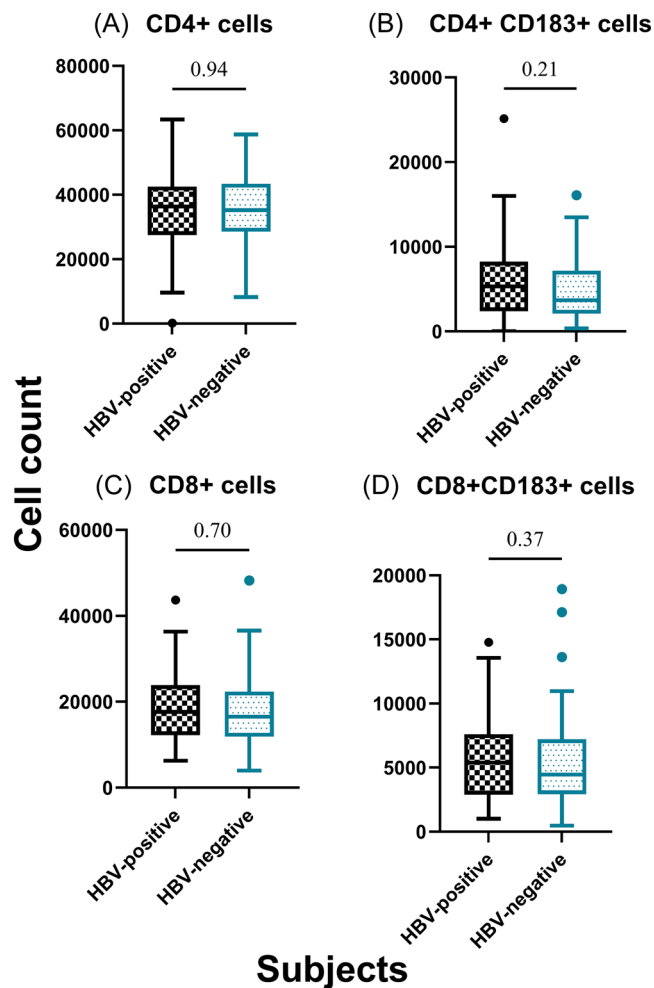 (A) CD4+ cells
0.94
80000
60000
40000
20000
0
HBV-positive
HBV-negative
(B) CD4+ CD183+ cells
0.21
30000
20000
10000
0
HBV-positive
HBV-negative
Cell count
(C) CD8+ cells
0.70
60000
40000
20000
0
HBV-positive
HBV-negative
(D) CD8+CD183+ cells
0.37
20000
15000
10000
5000
0
HBV-positive
HBV-negative
Subjects